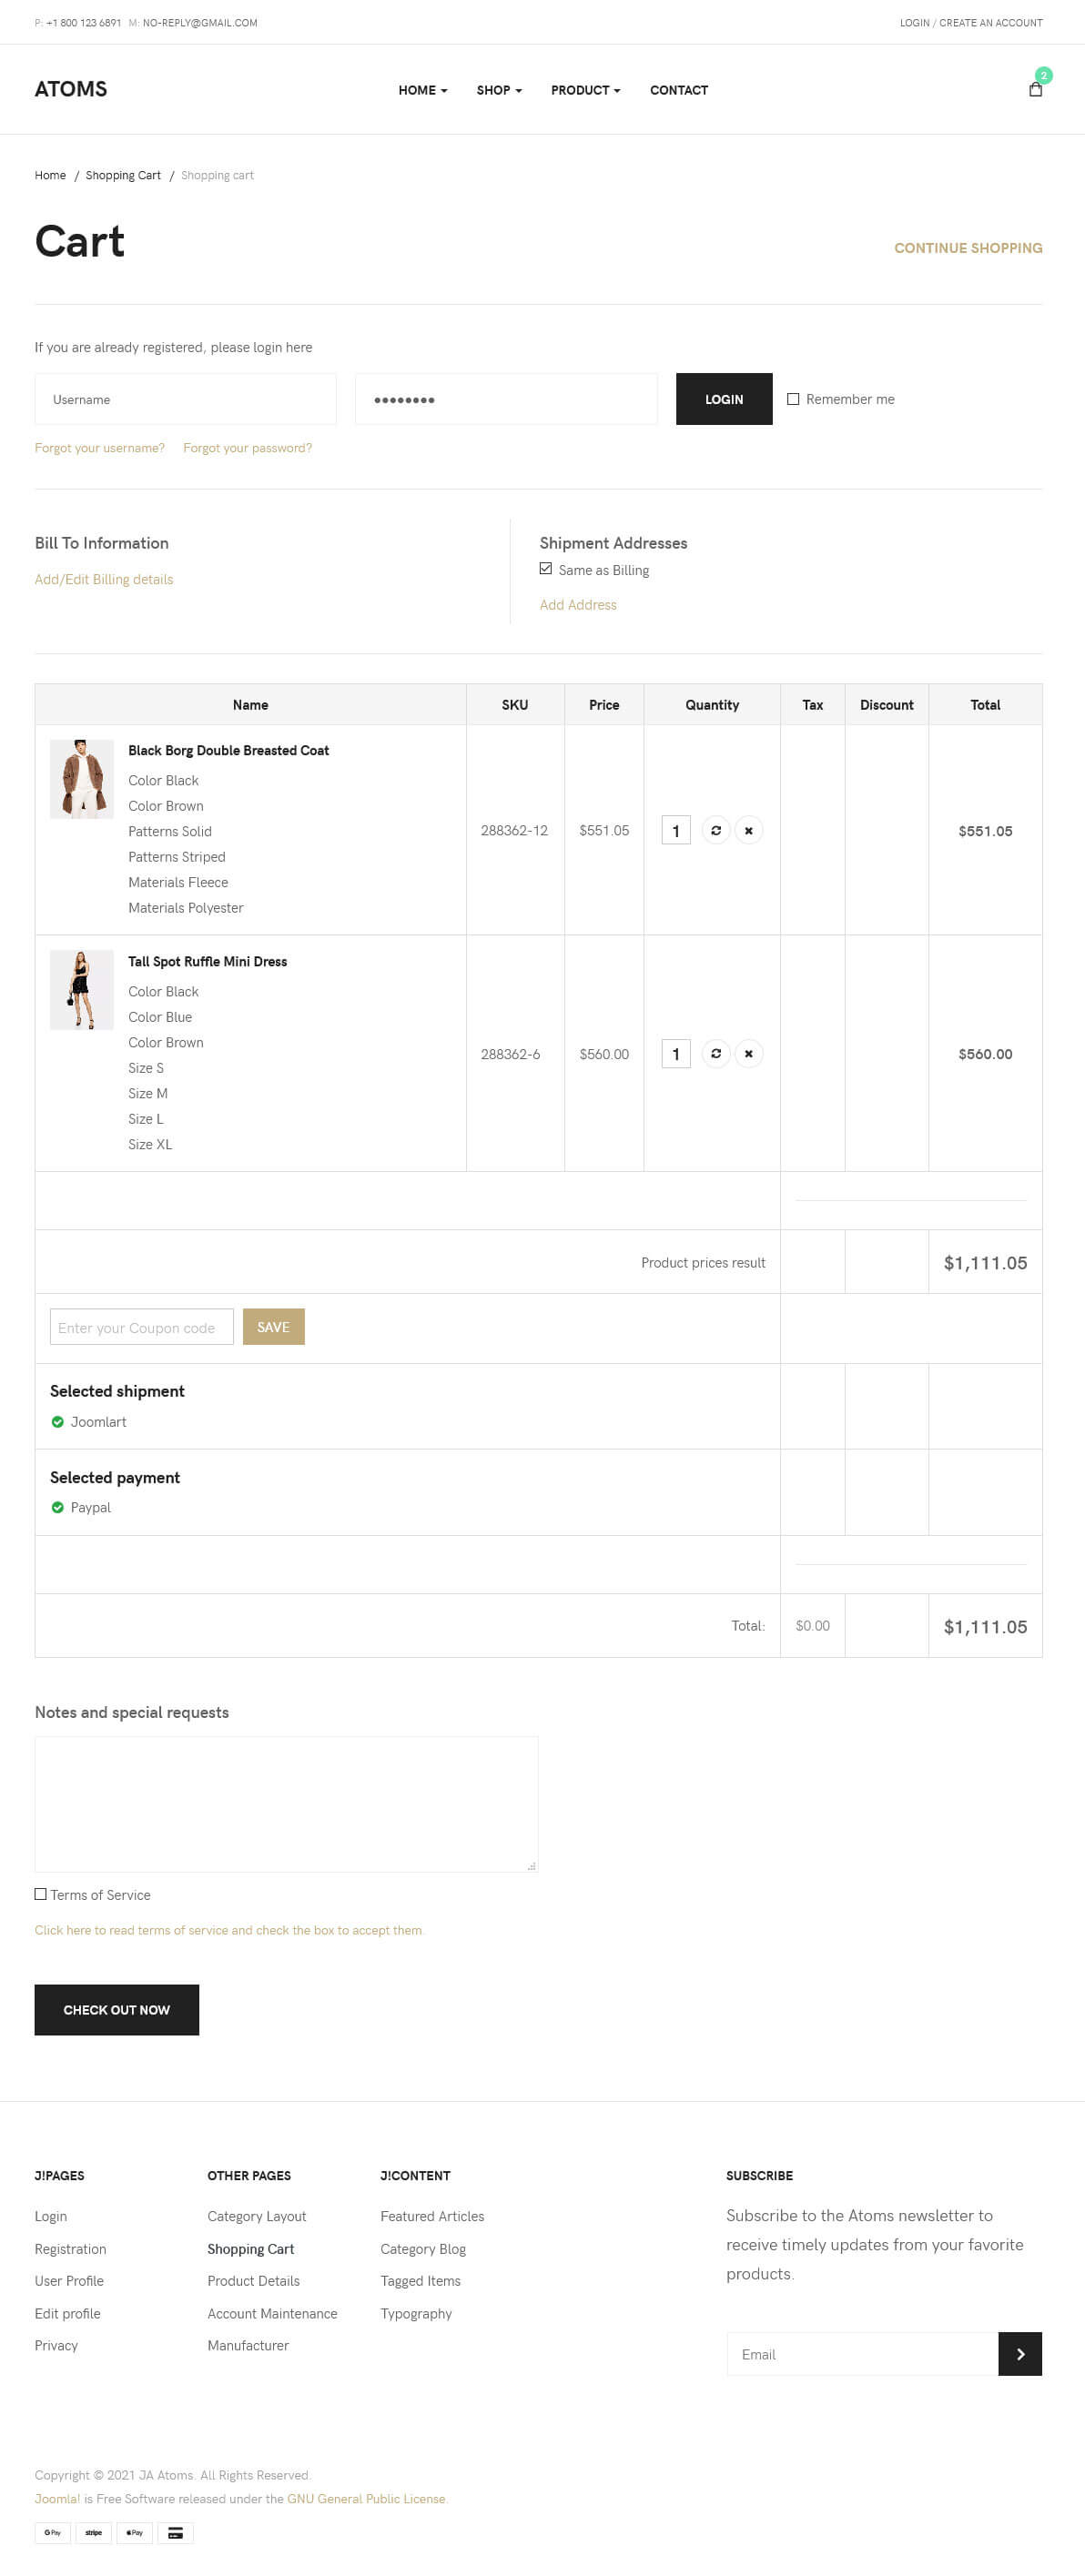 P: +1 800 123 6891 M: NO-REPLY@GMAIL.COM
LOGIN / CREATE AN ACCOUNT
ATOMS
HOME SHOP PRODUCT CONTACT
2
Home / Shopping Cart / Shopping cart
Cart
CONTINUE SHOPPING
If you are already registered, please login here
Username
LOGIN
Remember me
Forgot your username? Forgot your password?
Bill To Information
Add/Edit Billing details
Shipment Addresses
Same as Billing
Add Address
Name SKU Price Quantity Tax Discount Total
Black Borg Double Breasted Coat
Color Black
Color Brown
Patterns Solid
Patterns Striped
Materials Fleece
Materials Polyester
288362-12 $551.05 1 $551.05
Tall Spot Ruffle Mini Dress
Color Black
Color Blue
Color Brown
Size S
Size M
Size L
Size XL
288362-6 $560.00 1 $560.00
Product prices result $1,111.05
Enter your Coupon code SAVE
Selected shipment
Joomlart
Selected payment
Paypal
Total: $0.00 $1,111.05
Notes and special requests
Terms of Service
Click here to read terms of service and check the box to accept them.
CHECK OUT NOW
J!PAGES
Login
Registration
User Profile
Edit profile
Privacy
OTHER PAGES
Category Layout
Shopping Cart
Product Details
Account Maintenance
Manufacturer
J!CONTENT
Featured Articles
Category Blog
Tagged Items
Typography
SUBSCRIBE
Subscribe to the Atoms newsletter to
receive timely updates from your favorite
products.
Email
Copyright © 2021 JA Atoms. All Rights Reserved.
Joomla! is Free Software released under the GNU General Public License.
G Pay stripe Pay